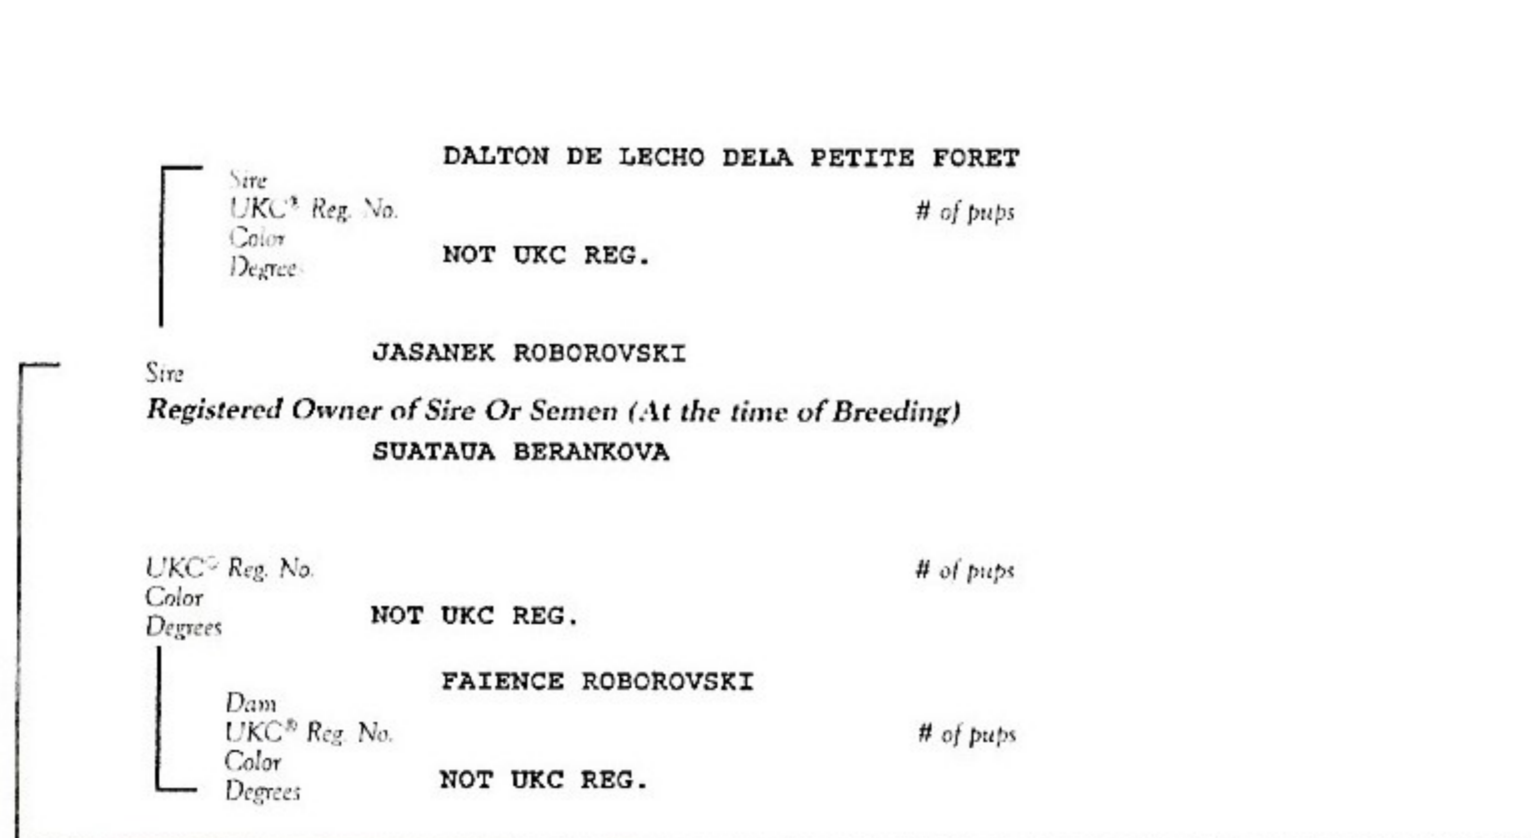 DALTON DE LECHO DELA PETITE FORET
Sire
UKC® Reg. No. # of pups
Color
NOT UKC REG.
Degrees
JASANEK ROBOROVSKI
Sire
Registered Owner of Sire Or Semen (At the time of Breeding)
SUATAUA BERANKOVA
UKC® Reg. No. # of pups
Color
NOT UKC REG.
Degrees
FAIENCE ROBOROVSKI
Dam
UKC® Reg. No. # of pups
Color
NOT UKC REG.
Degrees